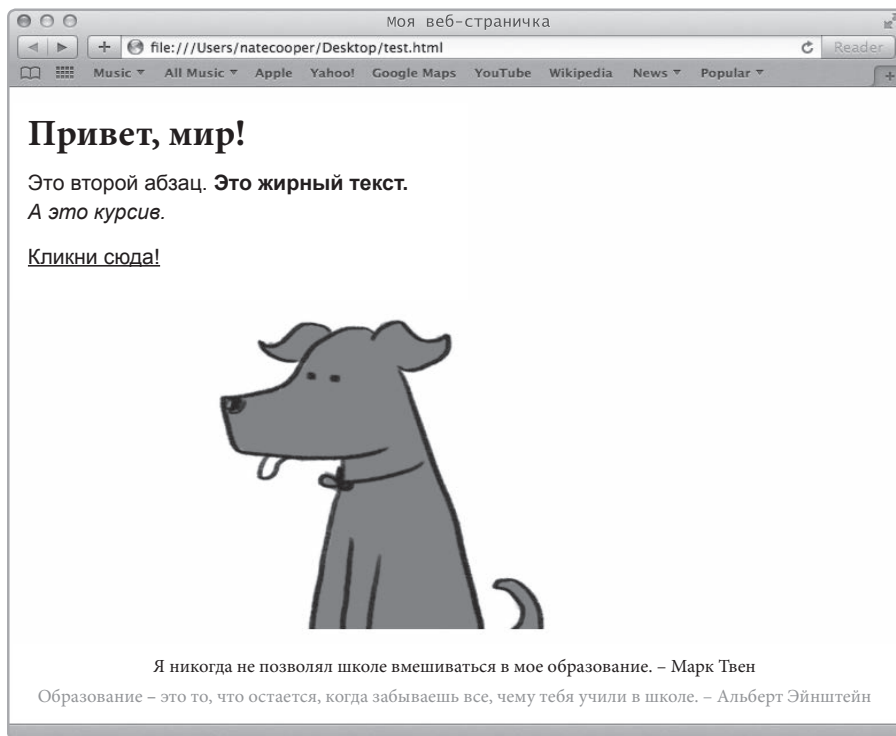 Моя веб-страничка
file:///Users/natecooper/Desktop/test.html
Reader
Music All Music Apple Yahoo! Google Maps YouTube Wikipedia News Popular
Привет, мир!
Это второй абзац. Это жирный текст.
А это курсив.
Кликни сюда!
Я никогда не позволял школе вмешиваться в мое образование. – Марк Твен
Образование – это то, что остается, когда забываешь все, чему тебя учили в школе. – Альберт Эйнштейн